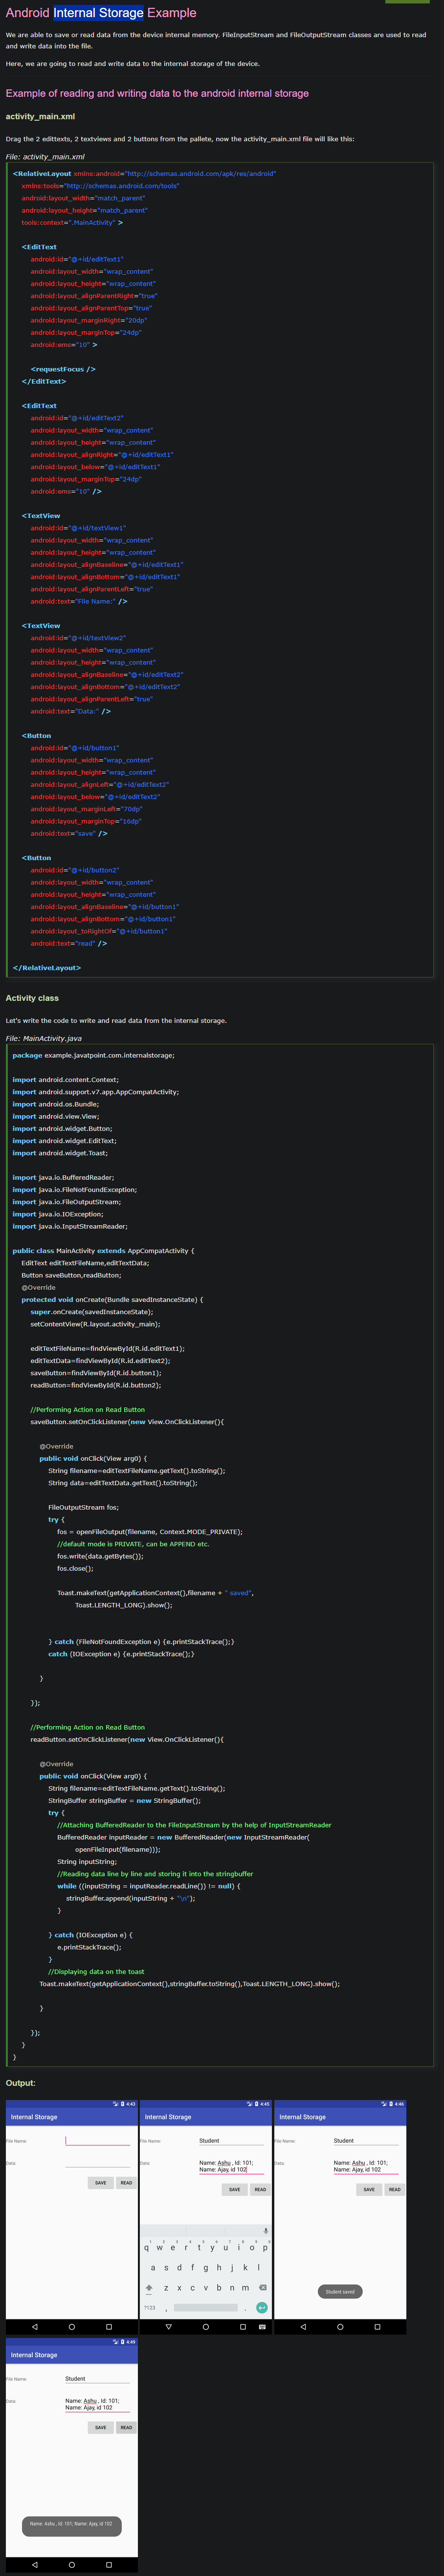 Android Internal Storage Example
We are able to save or read data from the device internal memory. FileInputStream and FileOutputStream classes are used to read
and write data into the file.
Here, we are going to read and write data to the internal storage of the device.
Example of reading and writing data to the android internal storage
activity_main.xml
Drag the 2 edittexts, 2 textviews and 2 buttons from the pallete, now the activity_main.xml file will like this:
File: activity_main.xml
<RelativeLayout xmlns:android="http://schemas.android.com/apk/res/android"
xmlns:tools="http://schemas.android.com/tools"
android:layout_width="match_parent"
android:layout_height="match_parent"
tools:context=".MainActivity" >
<EditText
android:id="@+id/editText1"
android:layout_width="wrap_content"
android:layout_height="wrap_content"
android:layout_alignParentRight="true"
android:layout_alignParentTop="true"
android:layout_marginRight="20dp"
android:layout_marginTop="24dp"
android:ems="10" >
<requestFocus />
</EditText>
<EditText
android:id="@+id/editText2"
android:layout_width="wrap_content"
android:layout_height="wrap_content"
android:layout_alignRight="@+id/editText1"
android:layout_below="@+id/editText1"
android:layout_marginTop="24dp"
android:ems="10" />
<TextView
android:id="@+id/textView1"
android:layout_width="wrap_content"
android:layout_height="wrap_content"
android:layout_alignBaseline="@+id/editText1"
android:layout_alignBottom="@+id/editText1"
android:layout_alignParentLeft="true"
android:text="File Name:" />
<TextView
android:id="@+id/textView2"
android:layout_width="wrap_content"
android:layout_height="wrap_content"
android:layout_alignBaseline="@+id/editText2"
android:layout_alignBottom="@+id/editText2"
android:layout_alignParentLeft="true"
android:text="Data:" />
<Button
android:id="@+id/button1"
android:layout_width="wrap_content"
android:layout_height="wrap_content"
android:layout_alignLeft="@+id/editText2"
android:layout_below="@+id/editText2"
android:layout_marginLeft="70dp"
android:layout_marginTop="16dp"
android:text="save" />
<Button
android:id="@+id/button2"
android:layout_width="wrap_content"
android:layout_height="wrap_content"
android:layout_alignBaseline="@+id/button1"
android:layout_alignBottom="@+id/button1"
android:layout_toRightOf="@+id/button1"
android:text="read" />
</RelativeLayout>
Activity class
Let's write the code to write and read data from the internal storage.
File: MainActivity.java
package example.javatpoint.com.internalstorage;
import android.content.Context;
import android.support.v7.app.AppCompatActivity;
import android.os.Bundle;
import android.view.View;
import android.widget.Button;
import android.widget.EditText;
import android.widget.Toast;
import java.io.BufferedReader;
import java.io.FileNotFoundException;
import java.io.FileOutputStream;
import java.io.IOException;
import java.io.InputStreamReader;
public class MainActivity extends AppCompatActivity {
EditText editTextFileName,editTextData;
Button saveButton,readButton;
@Override
protected void onCreate(Bundle savedInstanceState) {
super.onCreate(savedInstanceState);
setContentView(R.layout.activity_main);
editTextFileName=findViewById(R.id.editText1);
editTextData=findViewById(R.id.editText2);
saveButton=findViewById(R.id.button1);
readButton=findViewById(R.id.button2);
//Performing Action on Read Button
saveButton.setOnClickListener(new View.OnClickListener(){
@Override
public void onClick(View arg0) {
String filename=editTextFileName.getText().toString();
String data=editTextData.getText().toString();
FileOutputStream fos;
try {
fos = openFileOutput(filename, Context.MODE_PRIVATE);
//default mode is PRIVATE, can be APPEND etc.
fos.write(data.getBytes());
fos.close();
Toast.makeText(getApplicationContext(),filename + " saved",
Toast.LENGTH_LONG).show();
} catch (FileNotFoundException e) {e.printStackTrace();}
catch (IOException e) {e.printStackTrace();}
}
});
//Performing Action on Read Button
readButton.setOnClickListener(new View.OnClickListener(){
@Override
public void onClick(View arg0) {
String filename=editTextFileName.getText().toString();
StringBuffer stringBuffer = new StringBuffer();
try {
//Attaching BufferedReader to the FileInputStream by the help of InputStreamReader
BufferedReader inputReader = new BufferedReader(new InputStreamReader(
openFileInput(filename)));
String inputString;
//Reading data line by line and storing it into the stringbuffer
while ((inputString = inputReader.readLine()) != null) {
stringBuffer.append(inputString + "\n");
}
} catch (IOException e) {
e.printStackTrace();
}
//Displaying data on the toast
Toast.makeText(getApplicationContext(),stringBuffer.toString(),Toast.LENGTH_LONG).show();
}
});
}
}
Output:
4:43
Internal Storage
File Name:
Data:
SAVE READ
4:45
Internal Storage
File Name: Student
Data: Name: Ashu , Id: 101;
Name: Ajay, id 102
SAVE READ
1 2 3 4 5 6 7 8 9 0
q w e r t y u i o p
a s d f g h j k l
z x c v b n m
?123 , .
4:46
Internal Storage
File Name: Student
Data: Name: Ashu , Id: 101;
Name: Ajay, id 102
SAVE READ
Student saved
4:49
Internal Storage
File Name: Student
Data: Name: Ashu , Id: 101;
Name: Ajay, id 102
SAVE READ
Name: Ashu , Id: 101; Name: Ajay, id 102